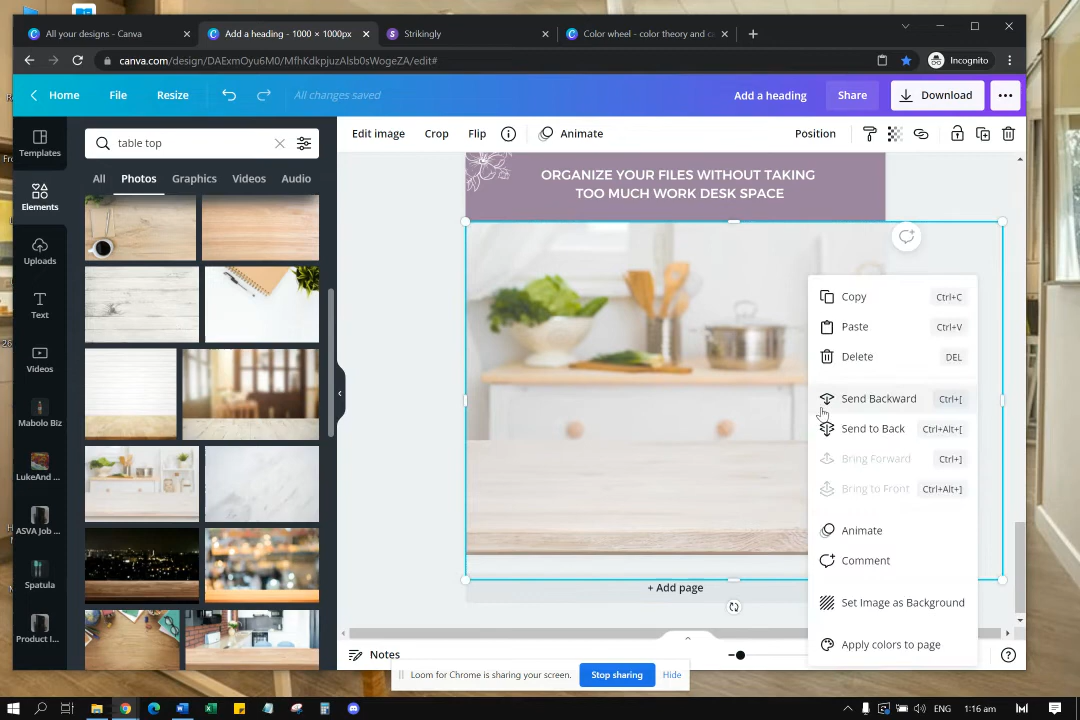 All your designs - Canva
Add a heading - 1000 × 1000px
Strikingly
Color wheel - color theory and ca
canva.com/design/DAExmOyu6M0/MfhKdkpjuzAlsb0sWogeZA/edit#
Incognito
Home
File
Resize
All changes saved
Add a heading
Share
Download
Templates
Elements
Uploads
Text
Videos
Mabolo Biz
LukeAnd ...
ASVA Job ...
Spatula
Product I...
table top
All
Photos
Graphics
Videos
Audio
Edit image
Crop
Flip
Animate
Position
ORGANIZE YOUR FILES WITHOUT TAKING
TOO MUCH WORK DESK SPACE
Copy Ctrl+C
Paste Ctrl+V
Delete DEL
Send Backward Ctrl+[
Send to Back Ctrl+Alt+[
Bring Forward Ctrl+]
Bring to Front Ctrl+Alt+]
Animate
Comment
Set Image as Background
Apply colors to page
+ Add page
Notes
Loom for Chrome is sharing your screen.
Stop sharing
Hide
ENG
1:16 am